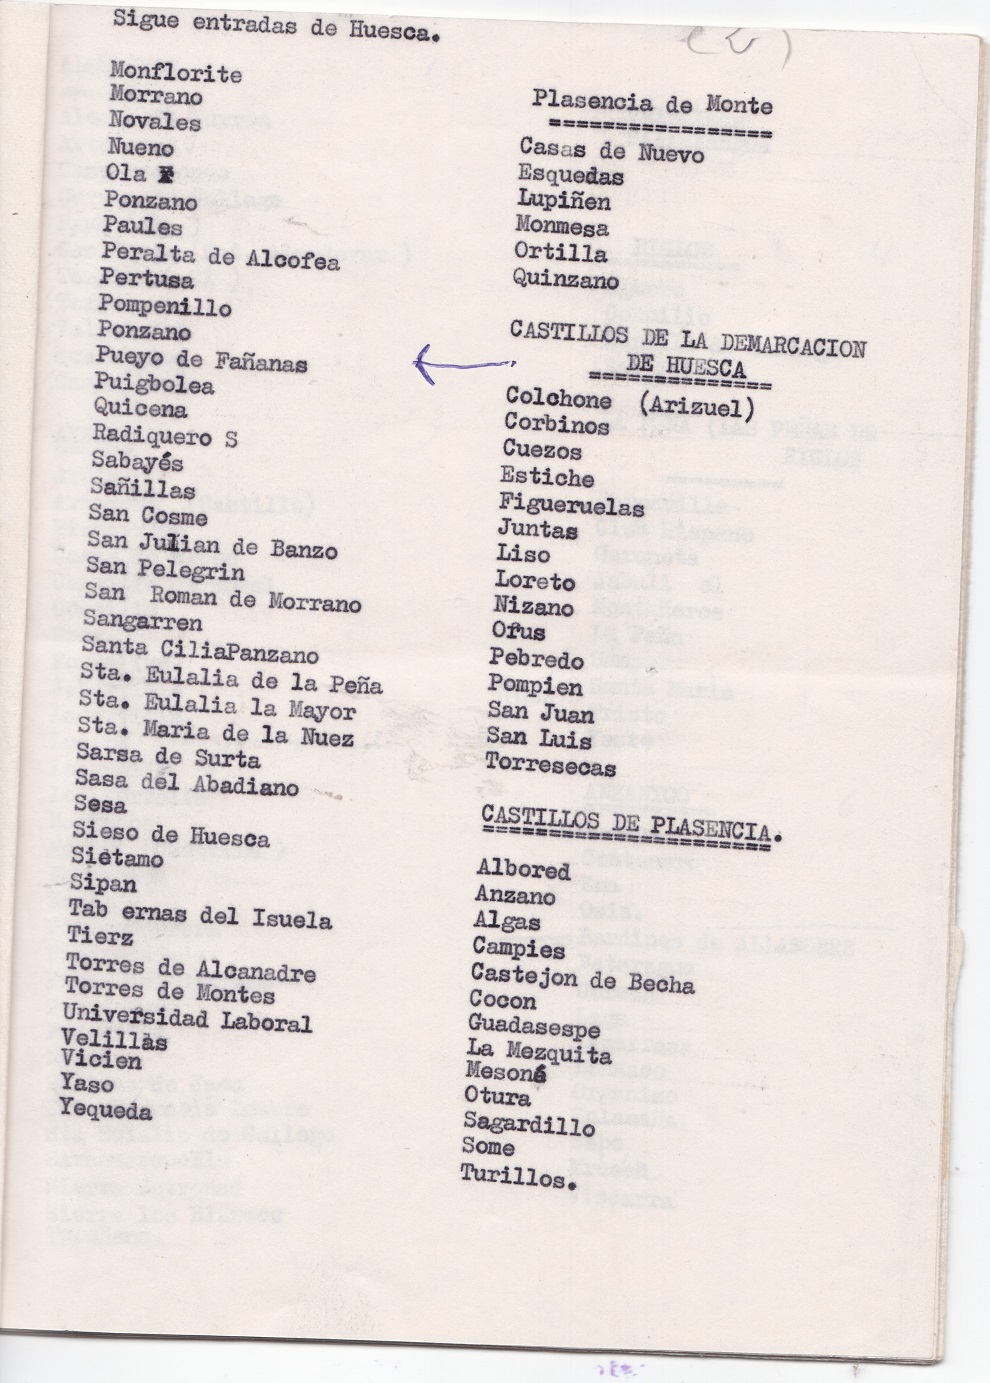 Sigue entradas de Huesca.
Monflorite
Morrano
Novales
Nueno
Ola
Ponzano
Paules
Peralta de Alcofea
Pertusa
Pompenillo
Ponzano
Pueyo de Fañanas
Puigbolea
Quicena
Radiquero S
Sabayés
Sañillas
San Cosme
San Julian de Banzo
San Pelegrin
San Roman de Morrano
Sangarren
Santa CiliaPanzano
Sta. Eulalia de la Peña
Sta. Eulalia la Mayor
Sta. Maria de la Nuez
Sarsa de Surta
Sasa del Abadiano
Sesa
Sieso de Huesca
Siétamo
Sipan
Tab ernas del Isuela
Tierz
Torres de Alcanadre
Torres de Montes
Universidad Laboral
Velillas
Vicien
Yaso
Yequeda
Plasencia de Monte
=================
Casas de Nuevo
Esquedas
Lupiñen
Monmesa
Ortilla
Quinzano
CASTILLOS DE LA DEMARCACION
DE HUESCA
==============
Colchone (Arizuel)
Corbinos
Cuezos
Estiche
Figueruelas
Juntas
Liso
Loreto
Nizano
Ofus
Pebredo
Pompien
San Juan
San Luis
Torresecas
CASTILLOS DE PLASENCIA.
======================
Albored
Anzano
Algas
Campies
Castejon de Becha
Cocon
Guadasespe
La Mezquita
Mesoná
Otura
Sagardillo
Some
Turillos.